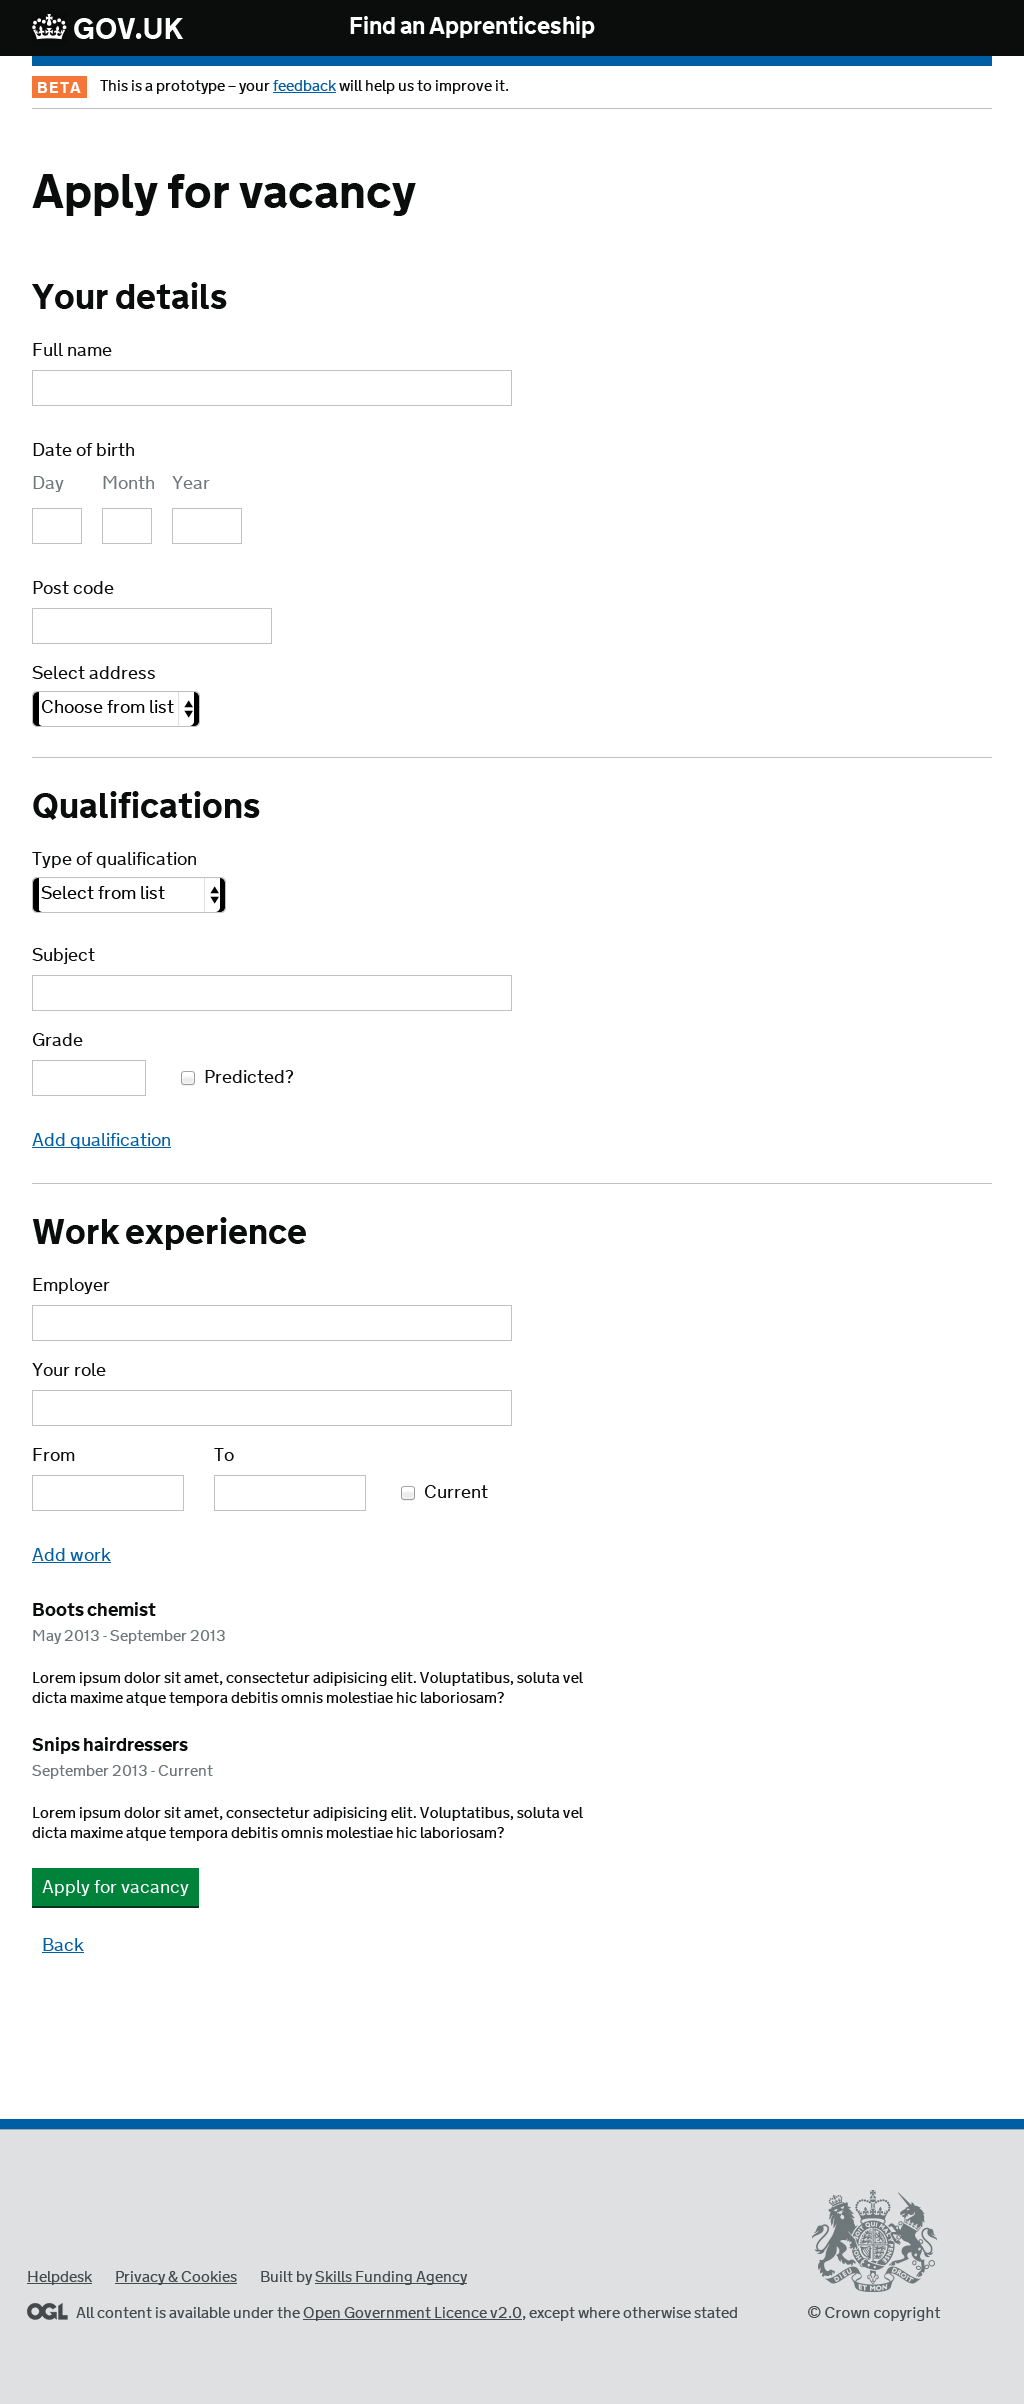 GOV.UK
Find an Apprenticeship
BETA This is a prototype – your feedback will help us to improve it.
Apply for vacancy
Your details
Full name
Date of birth
Day Month Year
Post code
Select address
Choose from list
Qualifications
Type of qualification
Select from list
Subject
Grade
Predicted?
Add qualification
Work experience
Employer
Your role
From To
Current
Add work
Boots chemist
May 2013 - September 2013
Lorem ipsum dolor sit amet, consectetur adipisicing elit. Voluptatibus, soluta vel
dicta maxime atque tempora debitis omnis molestiae hic laboriosam?
Snips hairdressers
September 2013 - Current
Lorem ipsum dolor sit amet, consectetur adipisicing elit. Voluptatibus, soluta vel
dicta maxime atque tempora debitis omnis molestiae hic laboriosam?
Apply for vacancy
Back
DIEU ET MON DROIT
Helpdesk Privacy & Cookies Built by Skills Funding Agency
OGL All content is available under the Open Government Licence v2.0, except where otherwise stated
© Crown copyright